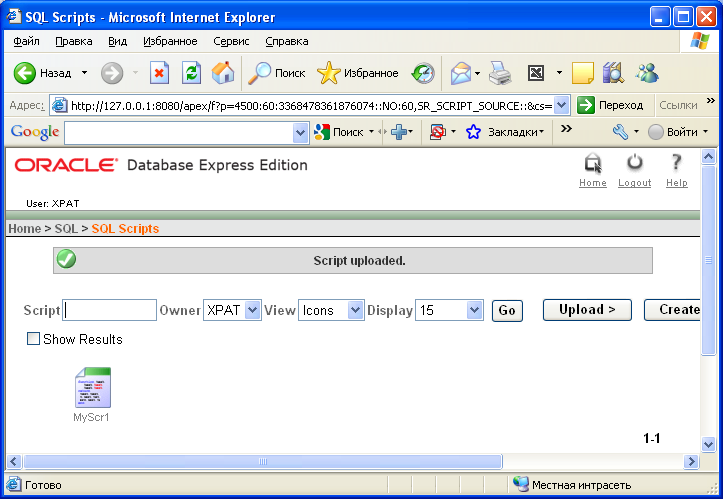 SQL Scripts - Microsoft Internet Explorer
Файл Правка Вид Избранное Сервис Справка
Назад Поиск Избранное
Адрес: http://127.0.0.1:8080/apex/f?p=4500:60:3368478361876074::NO:60,SR_SCRIPT_SOURCE::&cs= Переход Ссылки »
Google Поиск Закладки » Войти
ORACLE Database Express Edition
Home Logout Help
User: XPAT
Home > SQL > SQL Scripts
Script uploaded.
Script Owner XPAT View Icons Display 15 Go Upload > Create
Show Results
MyScr1
1-1
Готово Местная интрасеть